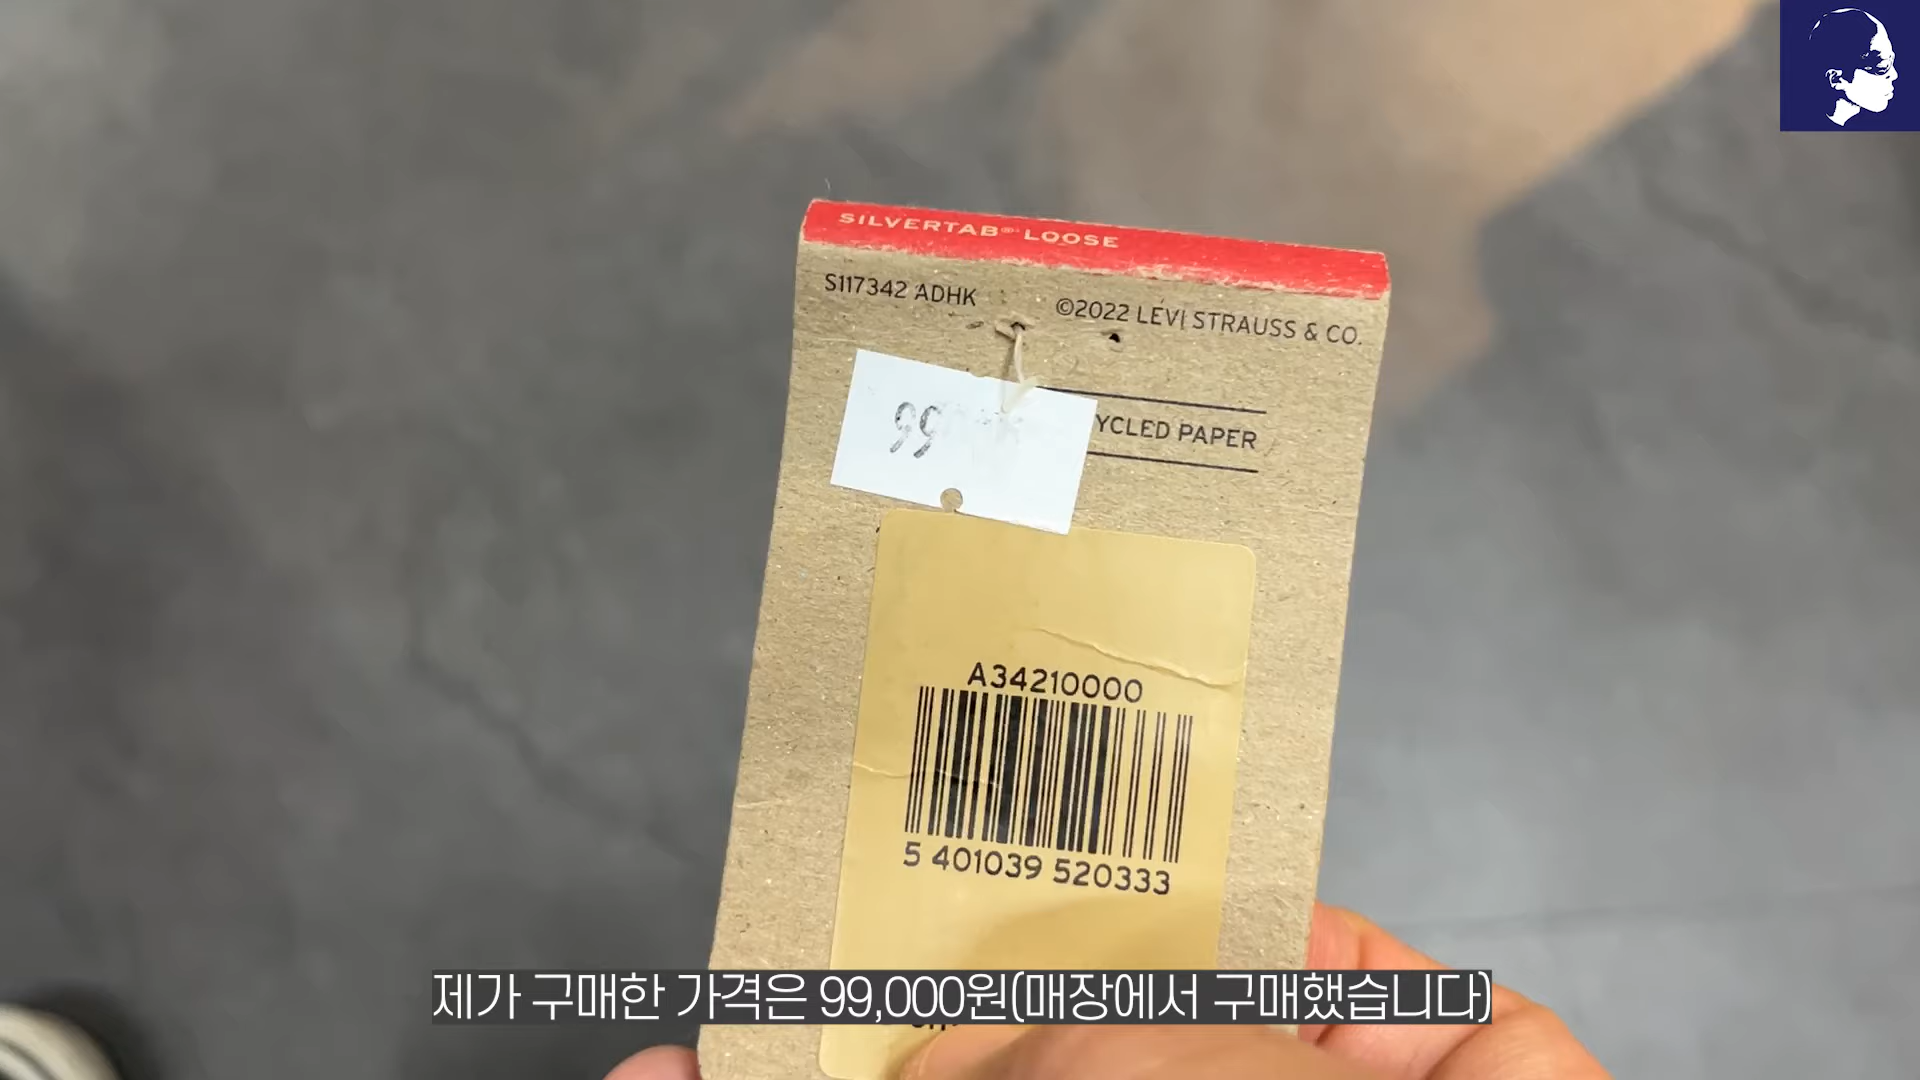 SILVERTAB® LOOSE
S117342 ADHK
©2022 LEVI STRAUSS & CO.
99
YCLED PAPER
A34210000
5 401039 520333
제가 구매한 가격은 99,000원(매장에서 구매했습니다)